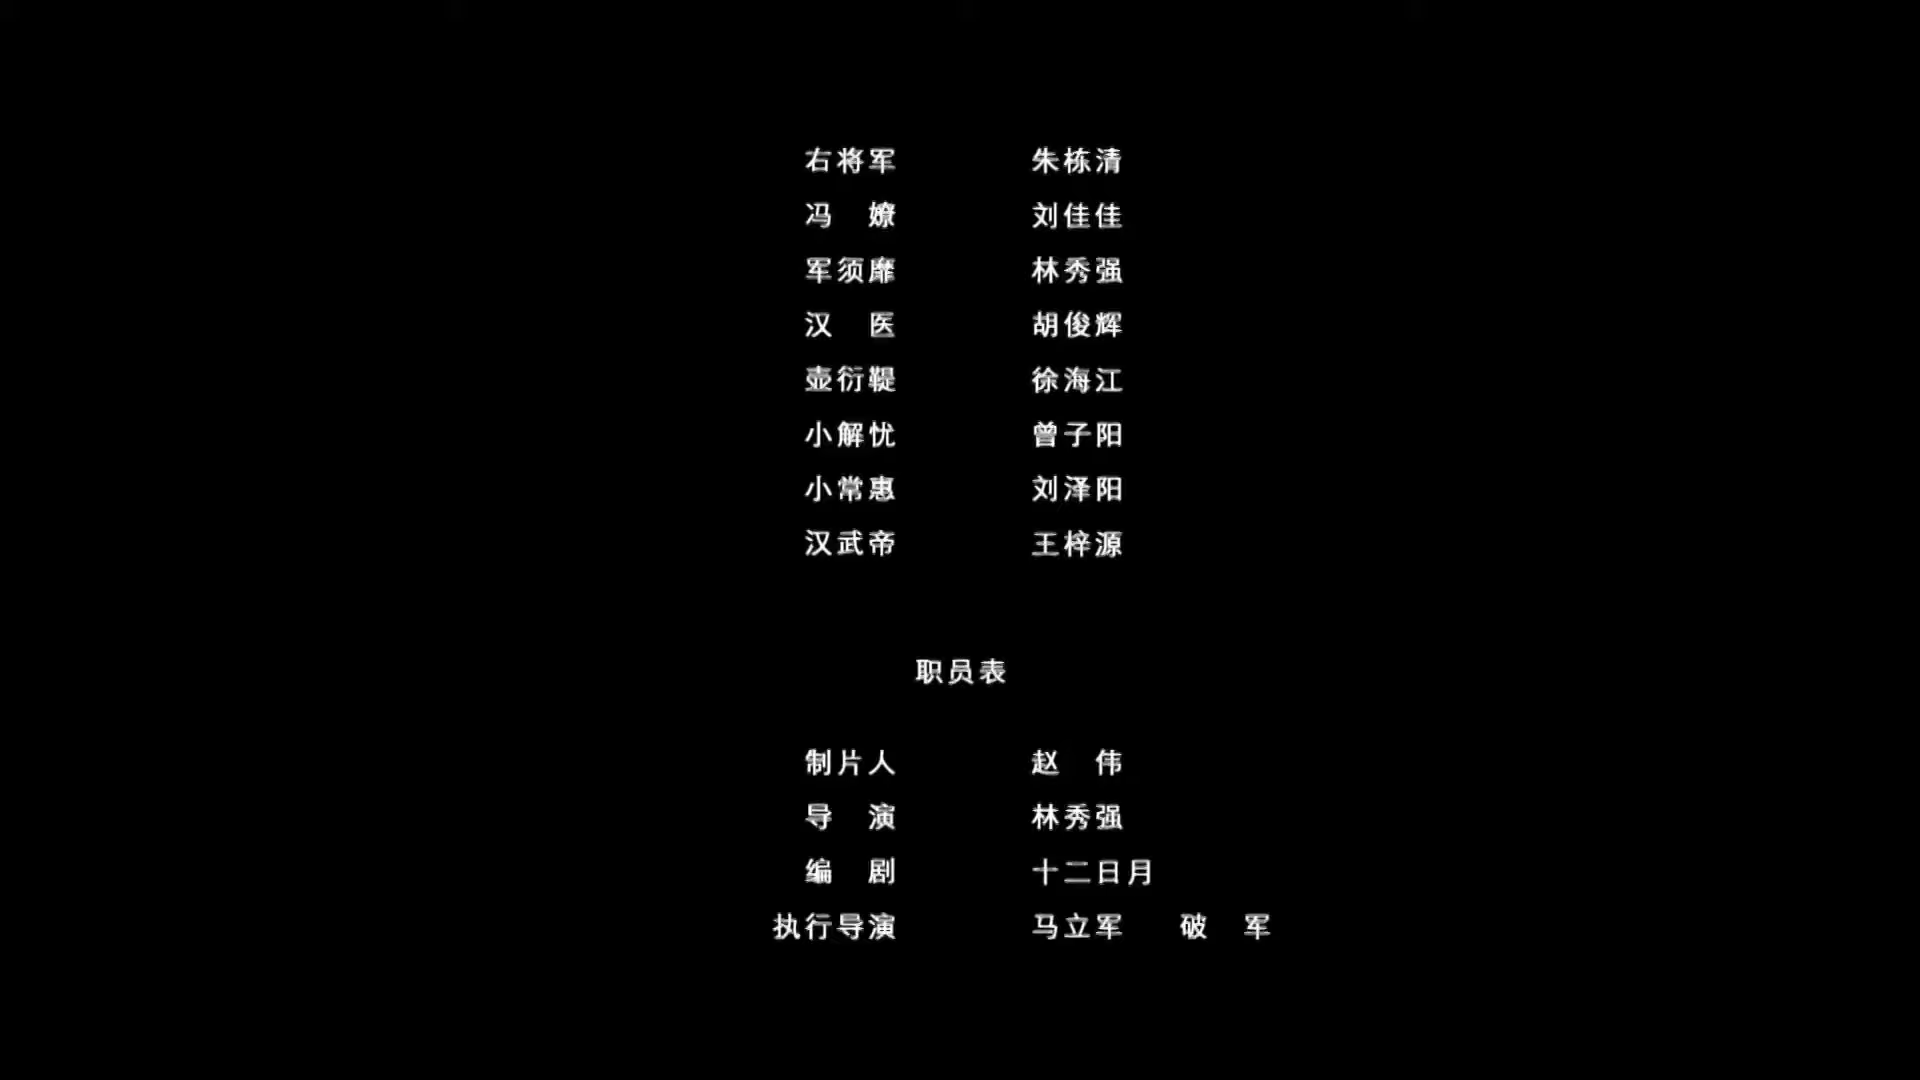 右将军 朱栋清
冯 嫽 刘佳佳
军须靡 林秀强
汉 医 胡俊辉
壶衍鞮 徐海江
小解忧 曾子阳
小常惠 刘泽阳
汉武帝 王梓源
职员表
制片人 赵 伟
导 演 林秀强
编 剧 十二日月
执行导演 马立军 破 军